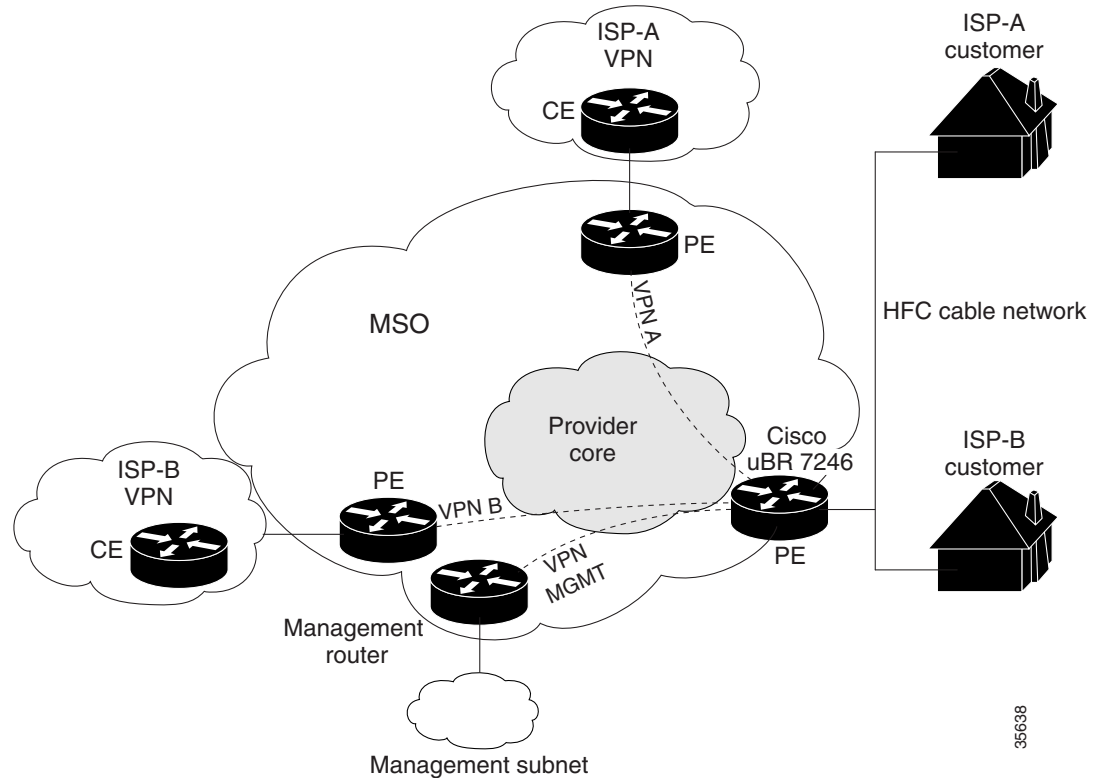 ISP-A
VPN
CE
ISP-A
customer
PE
VPN A
MSO
HFC cable network
Provider
core
Cisco
uBR 7246
PE
ISP-B
customer
ISP-B
VPN
CE
PE
VPN B
VPN
MGMT
Management
router
Management subnet
35638